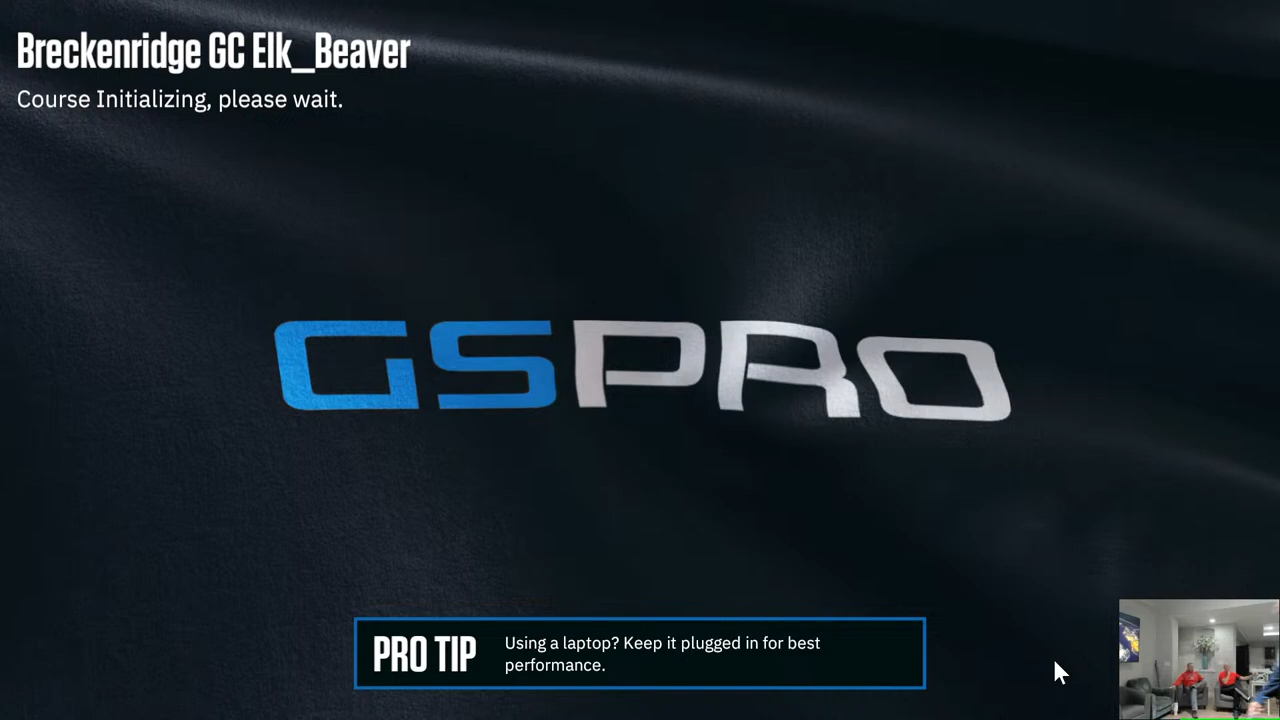 Breckenridge GC Elk_Beaver
Course Initializing, please wait.
GSPRO
PRO TIP
Using a laptop? Keep it plugged in for best
performance.